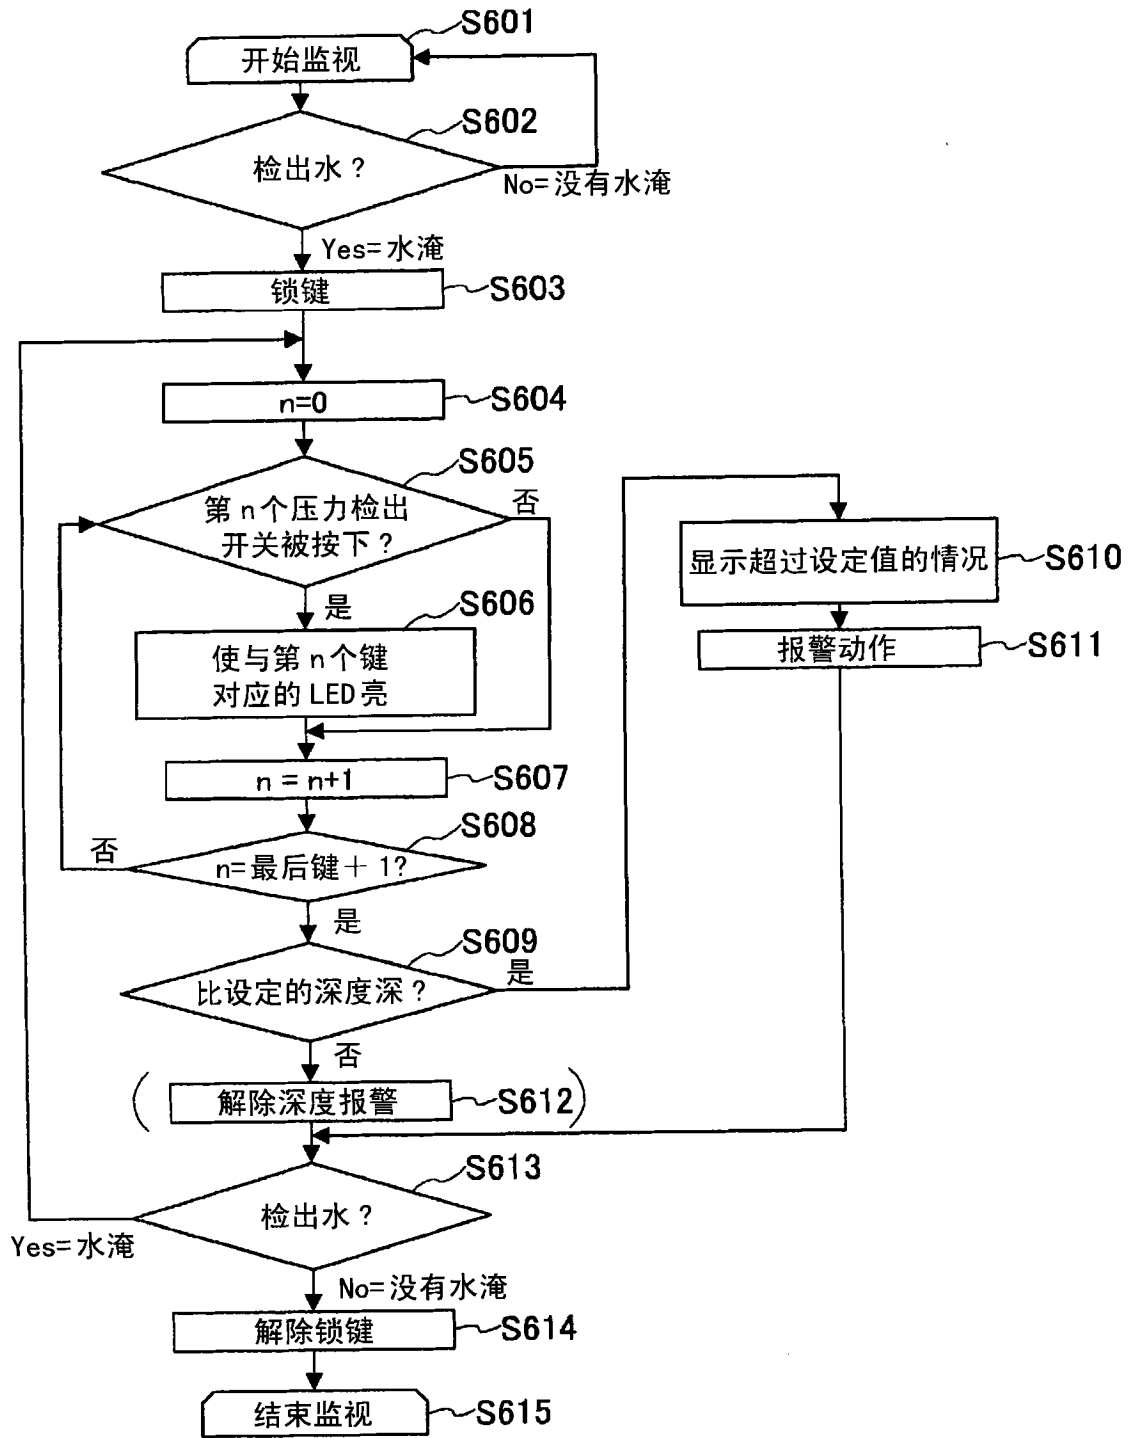 S601
开始监视
S602
检出水？
No=没有水淹
Yes=水淹
锁键
S603
n=0
S604
S605
第n个压力检出
开关被按下？
否
是
S606
使与第n个键
对应的LED亮
n = n+1
S607
S608
n=最后键＋1?
否
是
S609
比设定的深度深？
是
显示超过设定值的情况
S610
报警动作
S611
否
(解除深度报警 S612)
S613
检出水？
Yes=水淹
No=没有水淹
解除锁键
S614
结束监视
S615